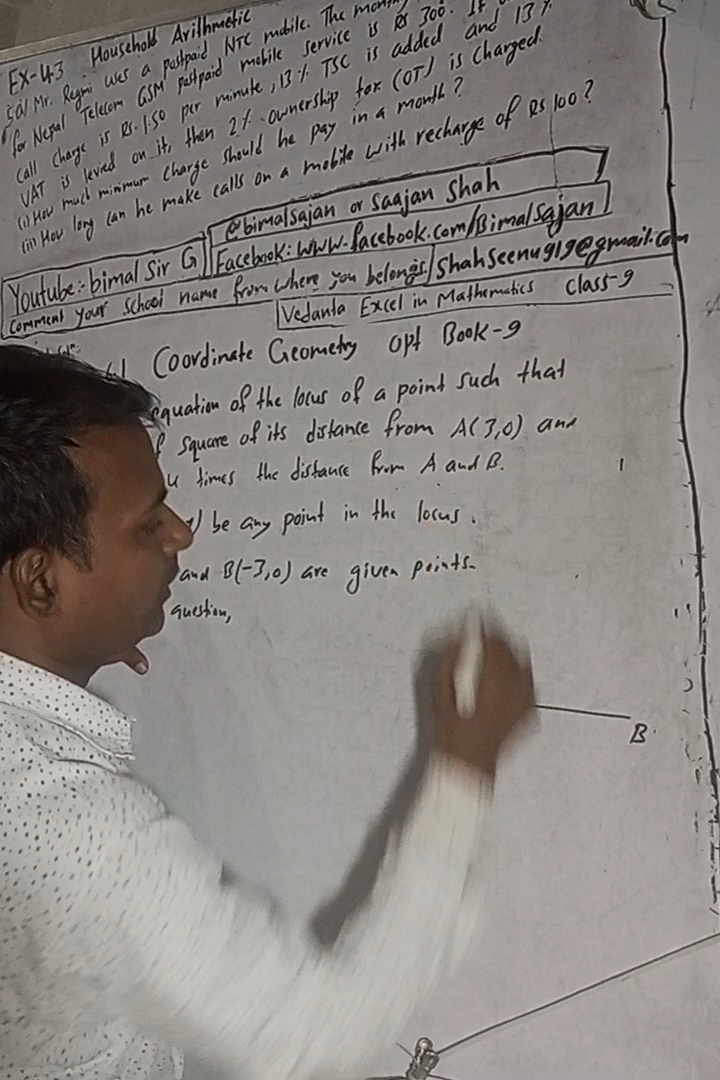 EX-4.3 Household Arithmetic
5a) Mr. Regmi uses a postpaid NTC mobile. The
for Nepal Telecom GSM postpaid mobile service is Rs 300. If
call charge is Rs. 1.50 per minute, 13% TSC is added and 13%
VAT is levied on it, then 2% ownership tax (OT) is charged.
(i) How much minimum charge should he pay in a month?
(ii) How long can he make calls on a mobile with recharge of Rs 100?
@bimalsajan or Saajan Shah
Youtube:- bimal Sir G
Facebook: www.facebook.com/Bimalsajan
Comment your school name from where you belongs.
Shahseenu919@gmail.com
Vedanta Excel in Mathematics Class-9
Coordinate Geometry opt Book-9
equation of the locus of a point such that
square of its distance from A(3,0) and
times the distance from A and B.
) be any point in the locus.
and B(-3,0) are given points.
question,
B